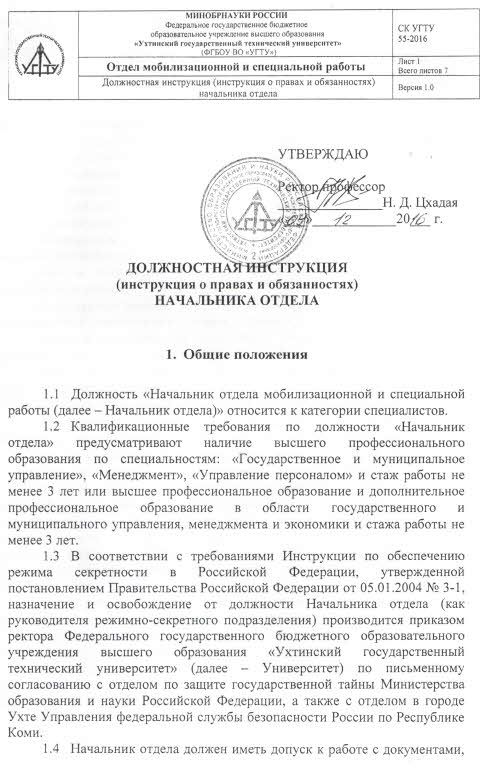 МИНОБРНАУКИ РОССИИ
Федеральное государственное бюджетное
образовательное учреждение высшего образования
«Ухтинский государственный технический университет»
(ФГБОУ ВО «УГТУ»)
СК УГТУ
55-2016
Отдел мобилизационной и специальной работы
Лист 1
Всего листов 7
Должностная инструкция (инструкция о правах и обязанностях)
начальника отдела
Версия 1.0
УГТУ
УТВЕРЖДАЮ
Ректор профессор
Н. Д. Цхадая
12 2016 г.
ДОЛЖНОСТНАЯ ИНСТРУКЦИЯ
(инструкция о правах и обязанностях)
НАЧАЛЬНИКА ОТДЕЛА
1. Общие положения
1.1 Должность «Начальник отдела мобилизационной и специальной
работы (далее – Начальник отдела)» относится к категории специалистов.
1.2 Квалификационные требования по должности «Начальник
отдела» предусматривают наличие высшего профессионального
образования по специальностям: «Государственное и муниципальное
управление», «Менеджмент», «Управление персоналом» и стаж работы не
менее 3 лет или высшее профессиональное образование и дополнительное
профессиональное образование в области государственного и
муниципального управления, менеджмента и экономики и стажа работы не
менее 3 лет.
1.3 В соответствии с требованиями Инструкции по обеспечению
режима секретности в Российской Федерации, утвержденной
постановлением Правительства Российской Федерации от 05.01.2004 № 3-1,
назначение и освобождение от должности Начальника отдела (как
руководителя режимно-секретного подразделения) производится приказом
ректора Федерального государственного бюджетного образовательного
учреждения высшего образования «Ухтинский государственный
технический университет» (далее – Университет) по письменному
согласованию с отделом по защите государственной тайны Министерства
образования и науки Российской Федерации, а также с отделом в городе
Ухте Управления федеральной службы безопасности России по Республике
Коми.
1.4 Начальник отдела должен иметь допуск к работе с документами,